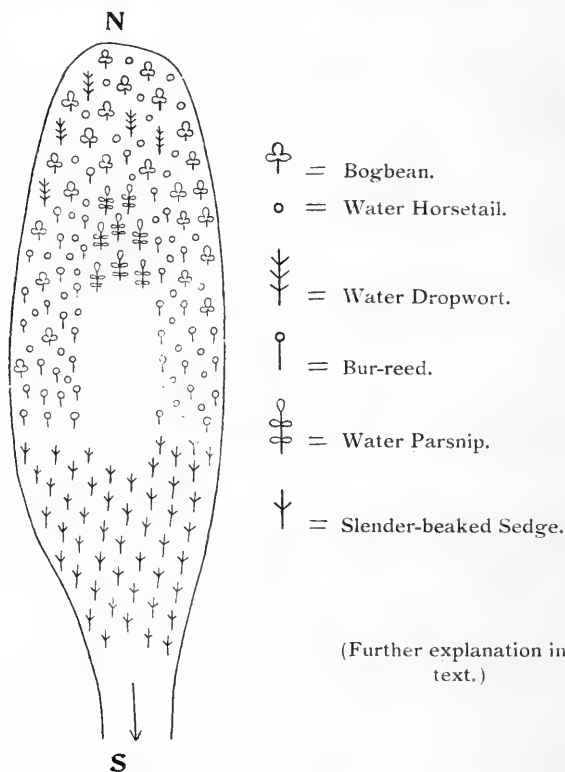 N
= Bogbean.
= Water Horsetail.
= Water Dropwort.
= Bur-reed.
= Water Parsnip.
= Slender-beaked Sedge.
(Further explanation in
text.)
S